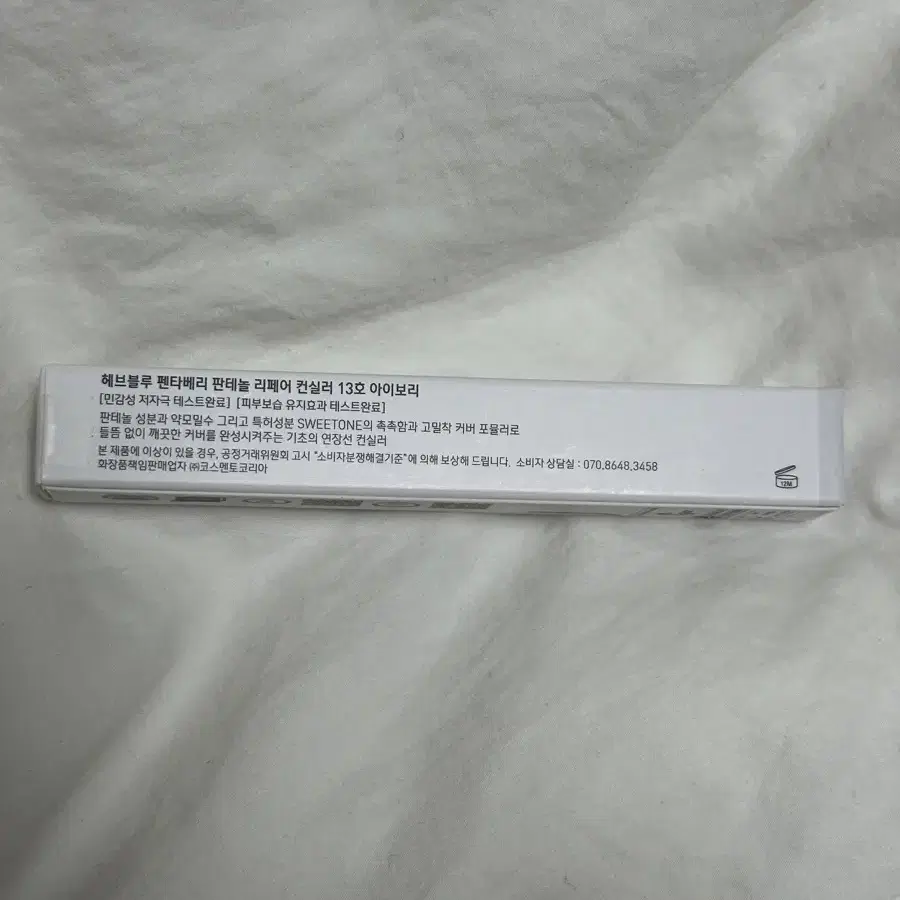 헤브블루 펜타베리 판테놀 리페어 컨실러 13호 아이보리
[민감성 저자극 테스트완료] [피부보습 유지효과 테스트완료]
판테놀 성분과 약모밀수 그리고 특허성분 SWEETONE의 촉촉함과 고밀착 커버 포뮬러로
들뜸 없이 깨끗한 커버를 완성시켜주는 기초의 연장선 컨실러
본 제품에 이상이 있을 경우, 공정거래위원회 고시 "소비자분쟁해결기준"에 의해 보상해 드립니다. 소비자 상담실 : 070.8648.3458
화장품책임판매업자 ㈜코스멘토코리아
12M